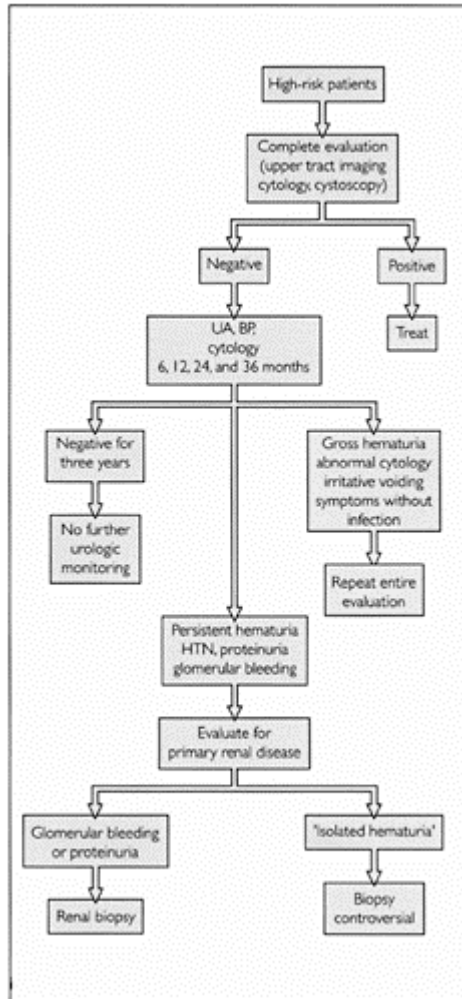 High-risk patients
Complete evaluation
(upper tract imaging
cytology, cystoscopy)
Negative
Positive
UA, BP,
cytology
6, 12, 24, and 36 months
Treat
Negative for
three years
Gross hematuria
abnormal cytology
irritative voiding
symptoms without
infection
No further
urologic
monitoring
Repeat entire
evaluation
Persistent hematuria
HTN, proteinuria
glomerular bleeding
Evaluate for
primary renal disease
Glomerular bleeding
or proteinuria
"Isolated hematuria"
Renal biopsy
Biopsy
controversial